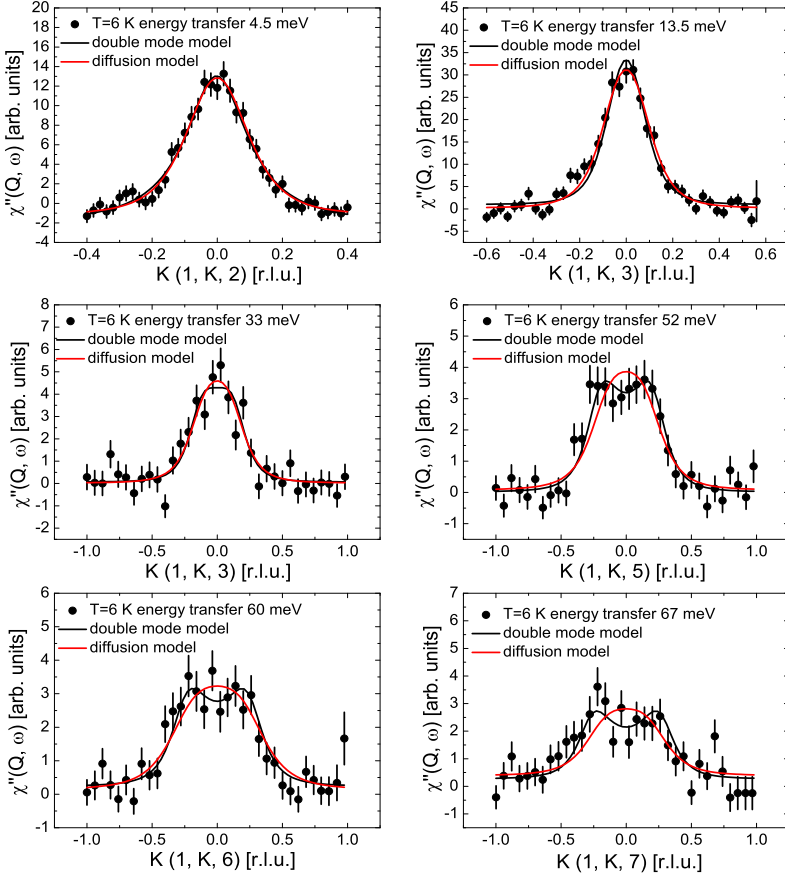 T=6 K energy transfer 4.5 meV
double mode model
diffusion model
χ''(Q, ω) [arb. units]
20
18
16
14
12
10
8
6
4
2
0
-2
-4
-0.4 -0.2 0.0 0.2 0.4
K (1, K, 2) [r.l.u.]
T=6 K energy transfer 13.5 meV
double mode model
diffusion model
χ''(Q, ω) [arb. units]
45
40
35
30
25
20
15
10
5
0
-5
-0.6 -0.4 -0.2 0.0 0.2 0.4 0.6
K (1, K, 3) [r.l.u.]
T=6 K energy transfer 33 meV
double mode model
diffusion model
χ''(Q, ω) [arb. units]
8
7
6
5
4
3
2
1
0
-1
-2
-1.0 -0.5 0.0 0.5 1.0
K (1, K, 3) [r.l.u.]
T=6 K energy transfer 52 meV
double mode model
diffusion model
χ''(Q, ω) [arb. units]
6
5
4
3
2
1
0
-1
-1.0 -0.5 0.0 0.5 1.0
K (1, K, 5) [r.l.u.]
T=6 K energy transfer 60 meV
double mode model
diffusion model
χ''(Q, ω) [arb. units]
6
5
4
3
2
1
0
-1
-1.0 -0.5 0.0 0.5 1.0
K (1, K, 6) [r.l.u.]
T=6 K energy transfer 67 meV
double mode model
diffusion model
χ''(Q, ω) [arb. units]
7
6
5
4
3
2
1
0
-1
-1.0 -0.5 0.0 0.5 1.0
K (1, K, 7) [r.l.u.]